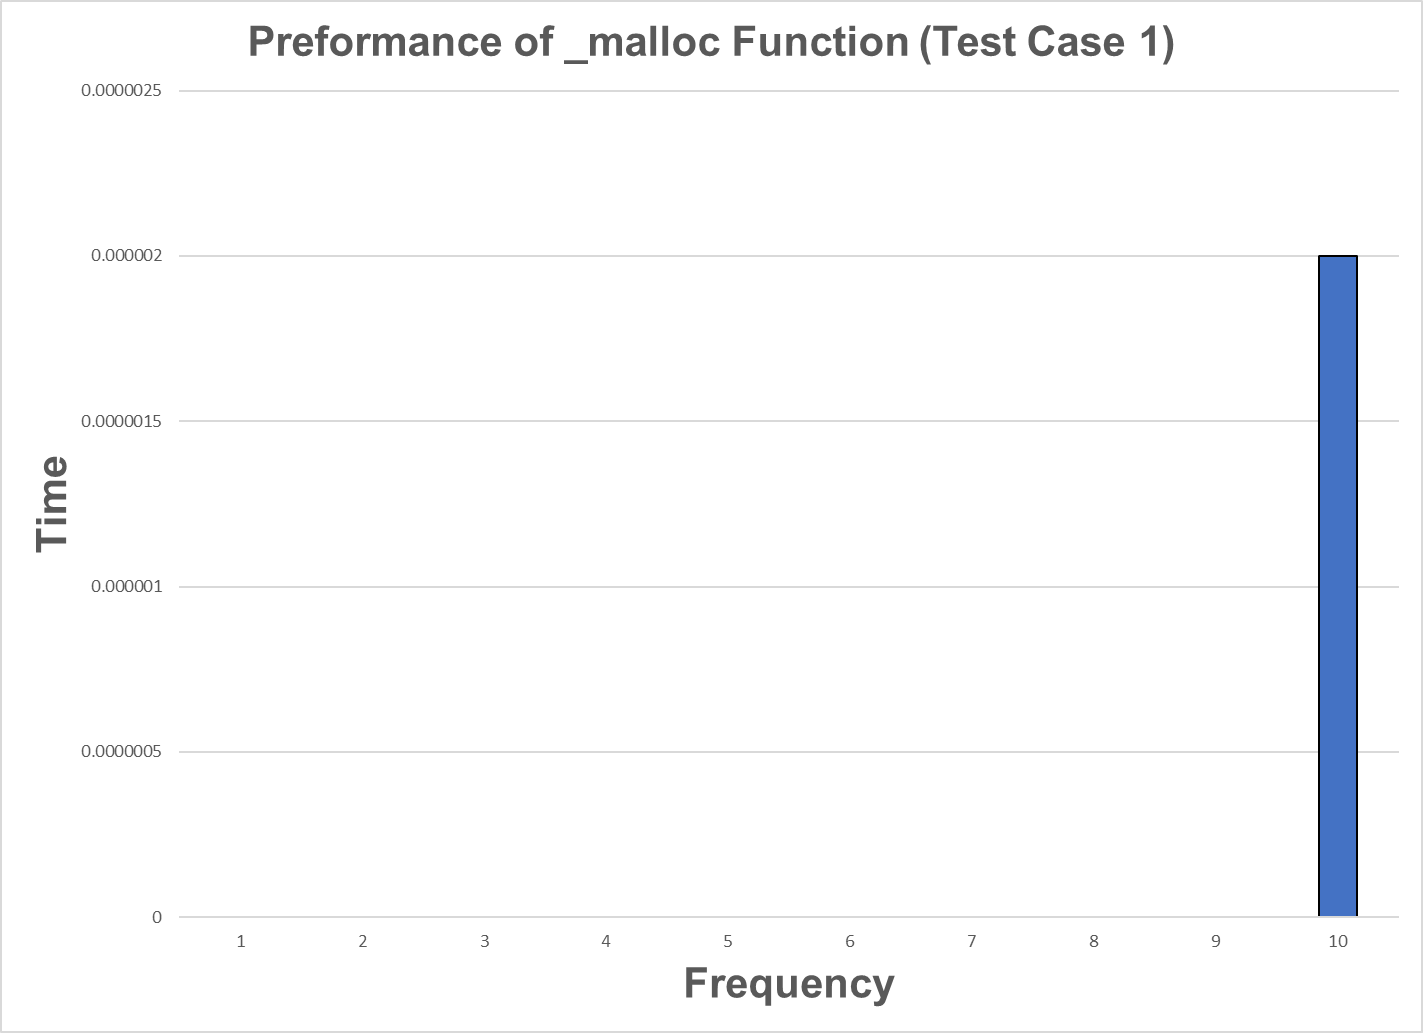 Preformance of _malloc Function (Test Case 1)
0.0000025
0.000002
0.0000015
Time
0.000001
0.0000005
0
1 2 3 4 5 6 7 8 9 10
Frequency